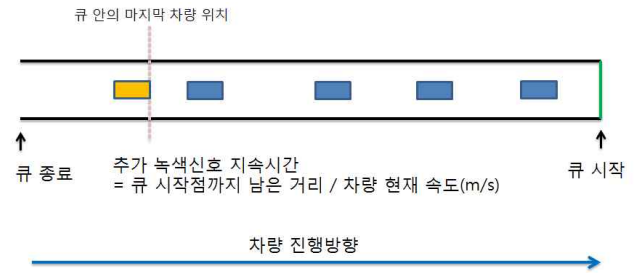 큐 안의 마지막 차량 위치
큐 종료
추가 녹색신호 지속시간
= 큐 시작점까지 남은 거리 / 차량 현재 속도(m/s)
큐 시작
차량 진행방향